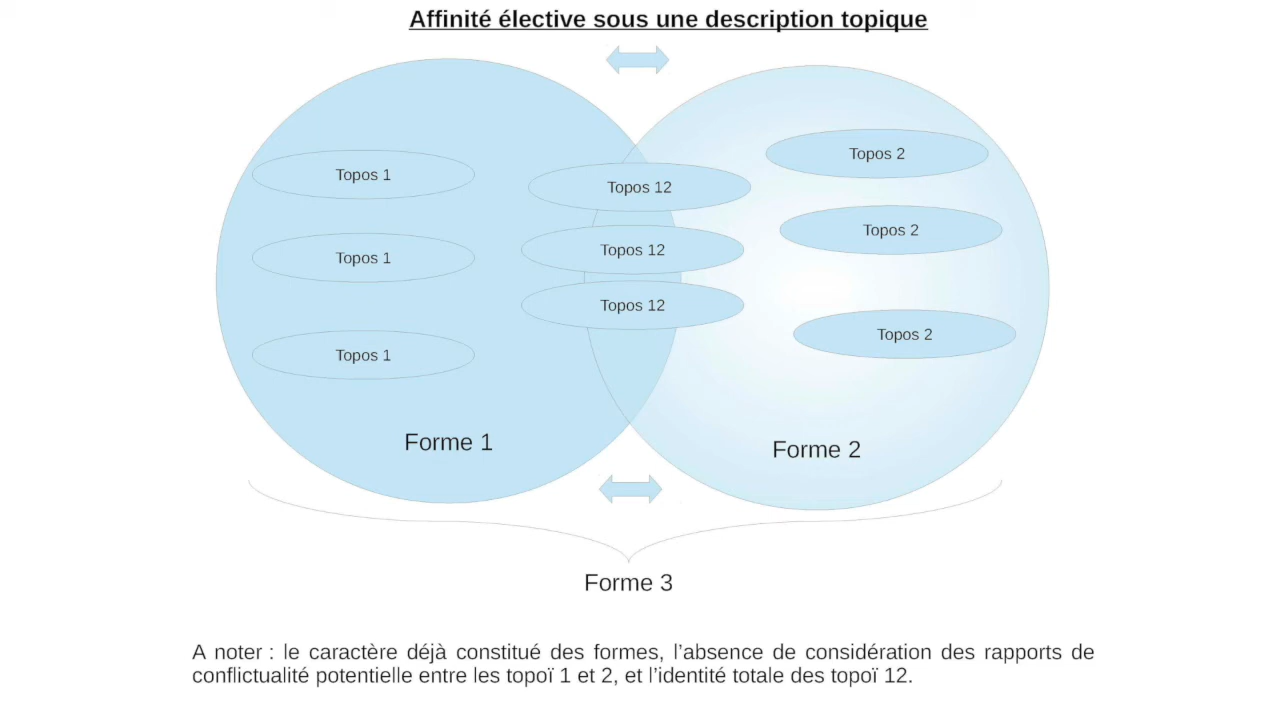 Affinité élective sous une description topique
Topos 1
Topos 1
Topos 1
Topos 12
Topos 12
Topos 12
Topos 2
Topos 2
Topos 2
Forme 1
Forme 2
Forme 3
A noter : le caractère déjà constitué des formes, l’absence de considération des rapports de
conflictualité potentielle entre les topoï 1 et 2, et l’identité totale des topoï 12.